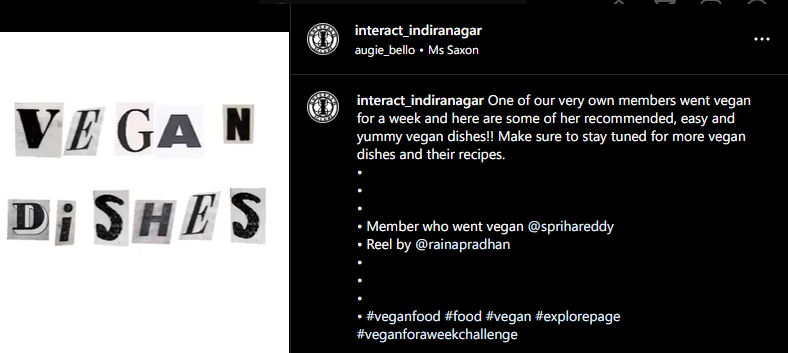 VEGAN
DiSHES
interact_indiranagar
augie_bello • Ms Saxon
interact_indiranagar One of our very own members went vegan
for a week and here are some of her recommended, easy and
yummy vegan dishes!! Make sure to stay tuned for more vegan
dishes and their recipes.
•
•
•
• Member who went vegan @sprihareddy
• Reel by @rainapradhan
•
•
•
• #veganfood #food #vegan #explorepage
#veganforaweekchallenge